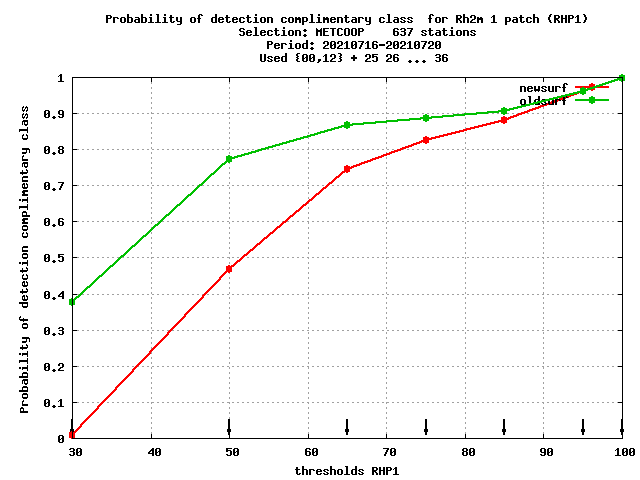 Probability of detection complimentary class  for Rh2m 1 patch (RHP1)
Selection: METCOOP    637 stations
Period: 20210716-20210720
Used {00,12} + 25 26 ... 36
newsurf
oldsurf
Probability of detection complimentary class
1
0.9
0.8
0.7
0.6
0.5
0.4
0.3
0.2
0.1
0
30 40 50 60 70 80 90 100
thresholds RHP1